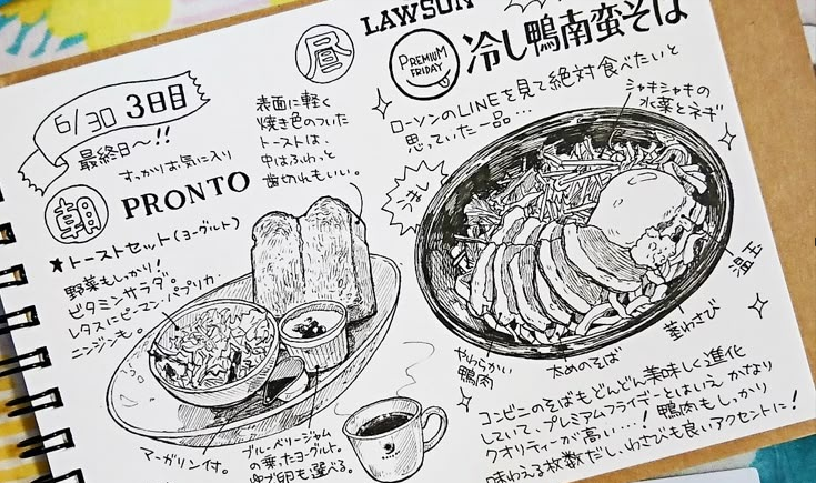 6/30 3日目
最終日〜!!
すっかりお気に入り
朝 PRONTO
★トーストセット(ヨーグルト)
野菜もしっかり!
ビタミンサラダ。
レタスにピーマン、パプリカ、
ニンジンも。
表面に軽く
焼き色のついた
トーストは、
中はふわっと
歯切れもいい。
マーガリン付。
ブルーベリージャム
の乗ったヨーグルト。
ゆで卵も選べる。
昼 LAWSON
PREMIUM
FRIDAY
冷し鴨南蛮そば
ローソンのLINEを見て絶対食べたいと
思っていた一品…
シャキシャキの
水菜とネギ
冷し
温玉
茎わさび
太めのそば
やわらかい
鴨肉
コンビニのそばもどんどん美味しく進化
していて、プレミアムフライデーとはいえかなり
クオリティーが高い…!鴨肉もしっかり
味わえる枚数だし、わさびも良いアクセントに!